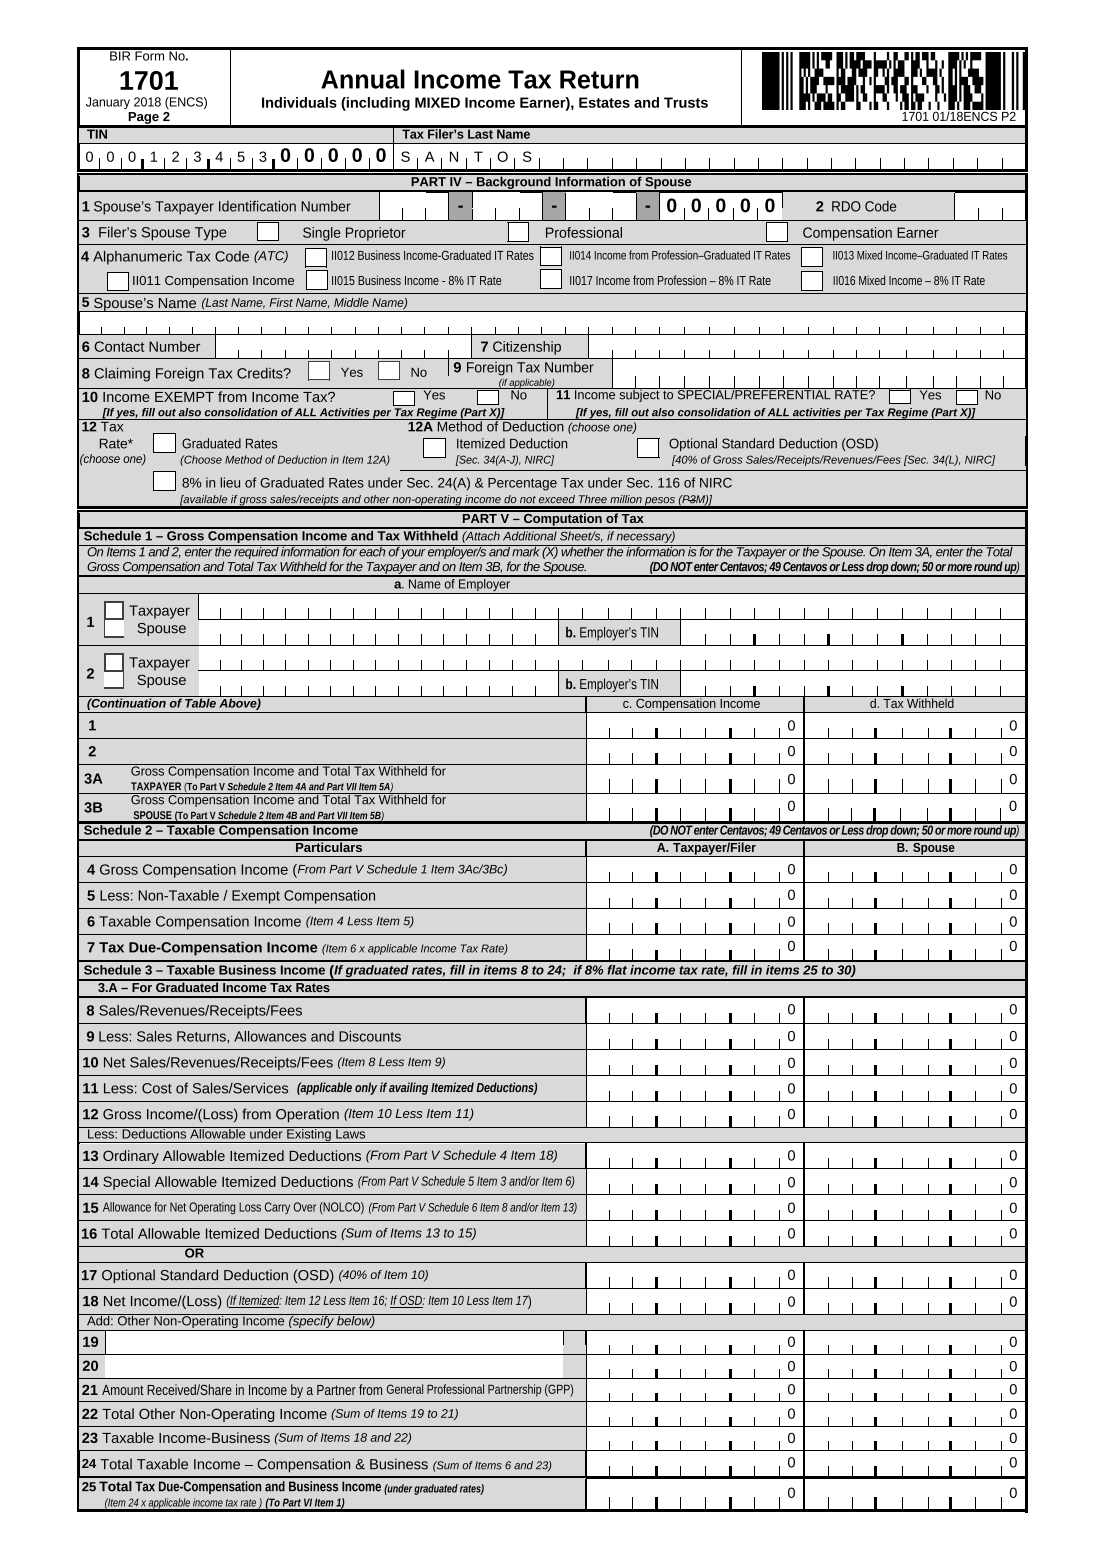 BIR Form No.
1701
January 2018 (ENCS)
Page 2
Annual Income Tax Return
Individuals (including MIXED Income Earner), Estates and Trusts
1701 01/18ENCS P2
TIN Tax Filer’s Last Name
0 0 0 1 2 3 4 5 3 0 0 0 0 0 S A N T O S
PART IV – Background Information of Spouse
1 Spouse’s Taxpayer Identification Number - - - 0 0 0 0 0 2 RDO Code
3 Filer’s Spouse Type Single Proprietor Professional Compensation Earner
4 Alphanumeric Tax Code (ATC) II012 Business Income-Graduated IT Rates II014 Income from Profession–Graduated IT Rates II013 Mixed Income–Graduated IT Rates
II011 Compensation Income II015 Business Income - 8% IT Rate II017 Income from Profession – 8% IT Rate II016 Mixed Income – 8% IT Rate
5 Spouse’s Name (Last Name, First Name, Middle Name)
6 Contact Number 7 Citizenship
8 Claiming Foreign Tax Credits? Yes No 9 Foreign Tax Number
(if applicable)
10 Income EXEMPT from Income Tax? Yes No 11 Income subject to SPECIAL/PREFERENTIAL RATE? Yes No
[If yes, fill out also consolidation of ALL Activities per Tax Regime (Part X)] [If yes, fill out also consolidation of ALL activities per Tax Regime (Part X)]
12 Tax 12A Method of Deduction (choose one)
Rate* Graduated Rates Itemized Deduction Optional Standard Deduction (OSD)
(choose one) (Choose Method of Deduction in Item 12A) [Sec. 34(A-J), NIRC] [40% of Gross Sales/Receipts/Revenues/Fees [Sec. 34(L), NIRC]
8% in lieu of Graduated Rates under Sec. 24(A) & Percentage Tax under Sec. 116 of NIRC
[available if gross sales/receipts and other non-operating income do not exceed Three million pesos (P3M)]
PART V – Computation of Tax
Schedule 1 – Gross Compensation Income and Tax Withheld (Attach Additional Sheet/s, if necessary)
On Items 1 and 2, enter the required information for each of your employer/s and mark (X) whether the information is for the Taxpayer or the Spouse. On Item 3A, enter the Total
Gross Compensation and Total Tax Withheld for the Taxpayer and on Item 3B, for the Spouse. (DO NOT enter Centavos; 49 Centavos or Less drop down; 50 or more round up)
a. Name of Employer
1 Taxpayer
Spouse b. Employer’s TIN
2 Taxpayer
Spouse b. Employer’s TIN
(Continuation of Table Above) c. Compensation Income d. Tax Withheld
1 0 0
2 0 0
3A Gross Compensation Income and Total Tax Withheld for 0 0
TAXPAYER (To Part V Schedule 2 Item 4A and Part VII Item 5A)
3B Gross Compensation Income and Total Tax Withheld for 0 0
SPOUSE (To Part V Schedule 2 Item 4B and Part VII Item 5B)
Schedule 2 – Taxable Compensation Income (DO NOT enter Centavos; 49 Centavos or Less drop down; 50 or more round up)
Particulars A. Taxpayer/Filer B. Spouse
4 Gross Compensation Income (From Part V Schedule 1 Item 3Ac/3Bc) 0 0
5 Less: Non-Taxable / Exempt Compensation 0 0
6 Taxable Compensation Income (Item 4 Less Item 5) 0 0
7 Tax Due-Compensation Income (Item 6 x applicable Income Tax Rate) 0 0
Schedule 3 – Taxable Business Income (If graduated rates, fill in items 8 to 24; if 8% flat income tax rate, fill in items 25 to 30)
3.A – For Graduated Income Tax Rates
8 Sales/Revenues/Receipts/Fees 0 0
9 Less: Sales Returns, Allowances and Discounts 0 0
10 Net Sales/Revenues/Receipts/Fees (Item 8 Less Item 9) 0 0
11 Less: Cost of Sales/Services (applicable only if availing Itemized Deductions) 0 0
12 Gross Income/(Loss) from Operation (Item 10 Less Item 11) 0 0
Less: Deductions Allowable under Existing Laws
13 Ordinary Allowable Itemized Deductions (From Part V Schedule 4 Item 18) 0 0
14 Special Allowable Itemized Deductions (From Part V Schedule 5 Item 3 and/or Item 6) 0 0
15 Allowance for Net Operating Loss Carry Over (NOLCO) (From Part V Schedule 6 Item 8 and/or Item 13) 0 0
16 Total Allowable Itemized Deductions (Sum of Items 13 to 15) 0 0
OR
17 Optional Standard Deduction (OSD) (40% of Item 10) 0 0
18 Net Income/(Loss) (If Itemized: Item 12 Less Item 16; If OSD: Item 10 Less Item 17) 0 0
Add: Other Non-Operating Income (specify below)
19 0 0
20 0 0
21 Amount Received/Share in Income by a Partner from General Professional Partnership (GPP) 0 0
22 Total Other Non-Operating Income (Sum of Items 19 to 21) 0 0
23 Taxable Income-Business (Sum of Items 18 and 22) 0 0
24 Total Taxable Income – Compensation & Business (Sum of Items 6 and 23) 0 0
25 Total Tax Due-Compensation and Business Income (under graduated rates) 0 0
(Item 24 x applicable income tax rate ) (To Part VI Item 1)